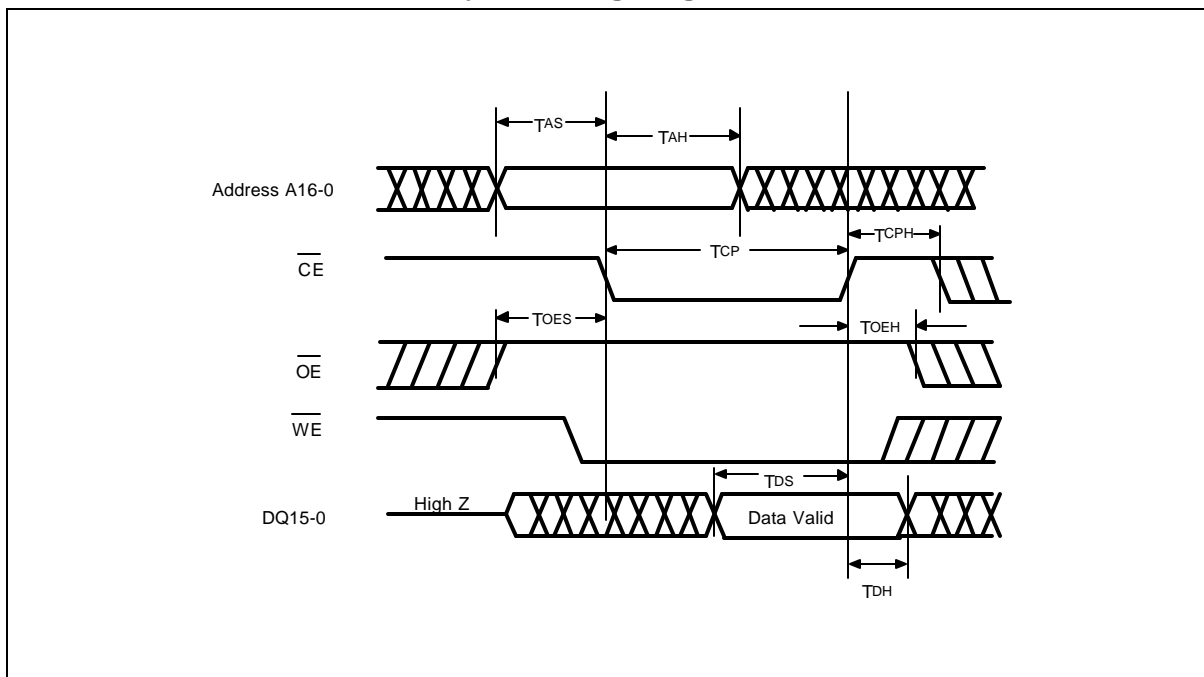 TAS
TAH
Address A16-0
TCP
TCPH
CE
TOES
TOEH
OE
WE
TDS
High Z
DQ15-0
Data Valid
TDH